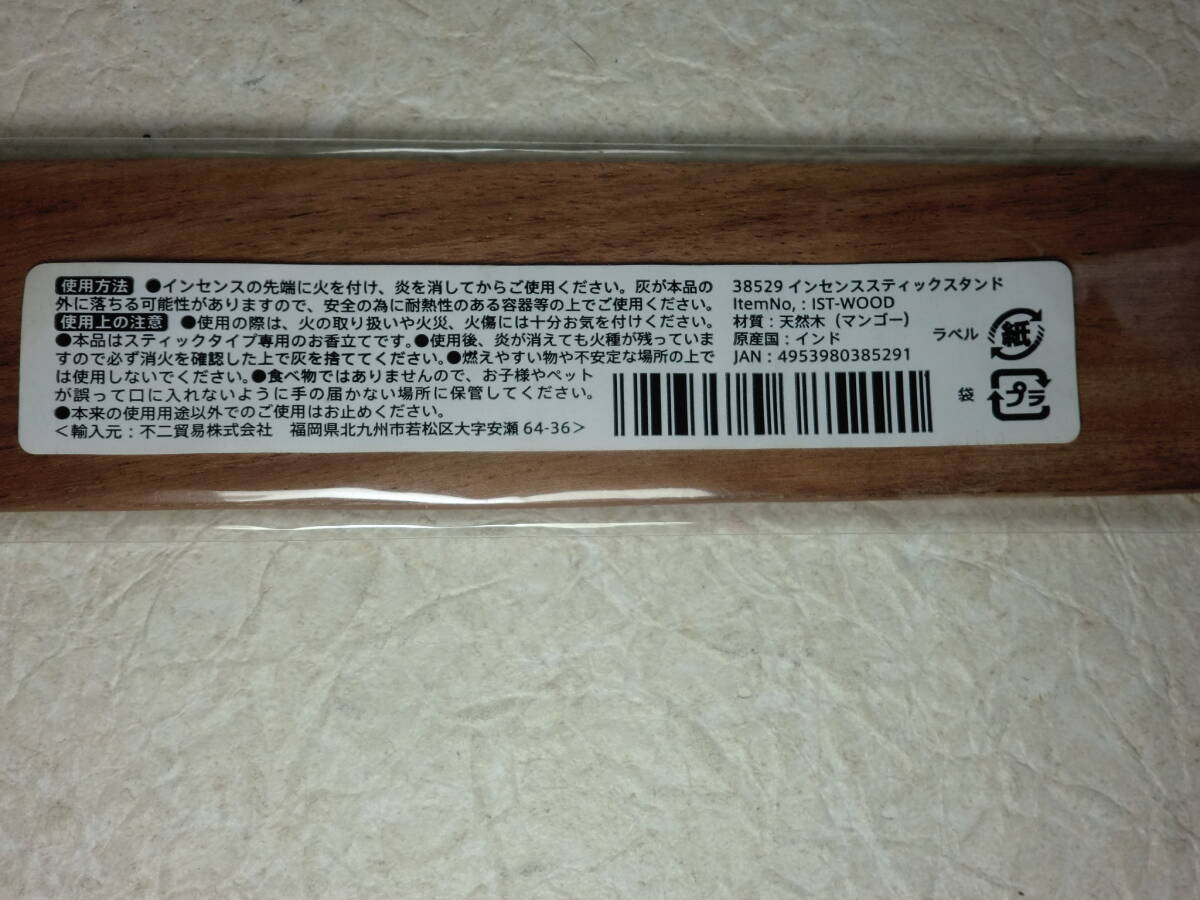 使用方法 ●インセンスの先端に火を付け、炎を消してからご使用ください。灰が本品の
外に落ちる可能性がありますので、安全の為に耐熱性のある容器等の上でご使用ください。
使用上の注意 ●使用の際は、火の取り扱いや火災、火傷には十分お気を付けください。
●本品はスティックタイプ専用のお香立てです。●使用後、炎が消えても火種が残っていま
すので必ず消火を確認した上で灰を捨ててください。●燃えやすい物や不安定な場所の上で
は使用しないでください。●食べ物ではありませんので、お子様やペット
が誤って口に入れないように手の届かない場所に保管してください。
●本来の使用用途以外でのご使用はお止めください。
＜輸入元：不二貿易株式会社 福岡県北九州市若松区大字安瀬 64-36＞
38529 インセンススティックスタンド
ItemNo,：IST-WOOD
材質：天然木（マンゴー）
原産国：インド
JAN：4953980385291
ラベル 紙
袋 プラ